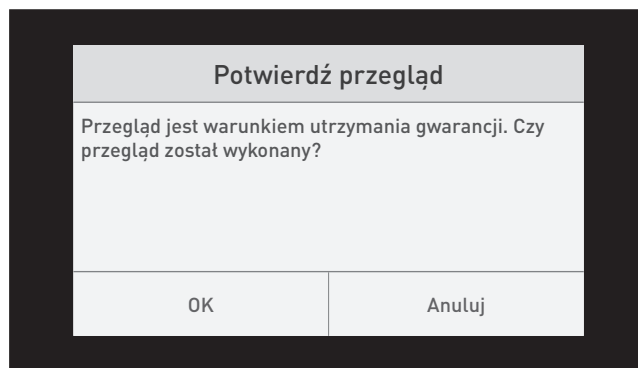 Potwierdź przegląd
Przegląd jest warunkiem utrzymania gwarancji. Czy
przegląd został wykonany?
OK
Anuluj